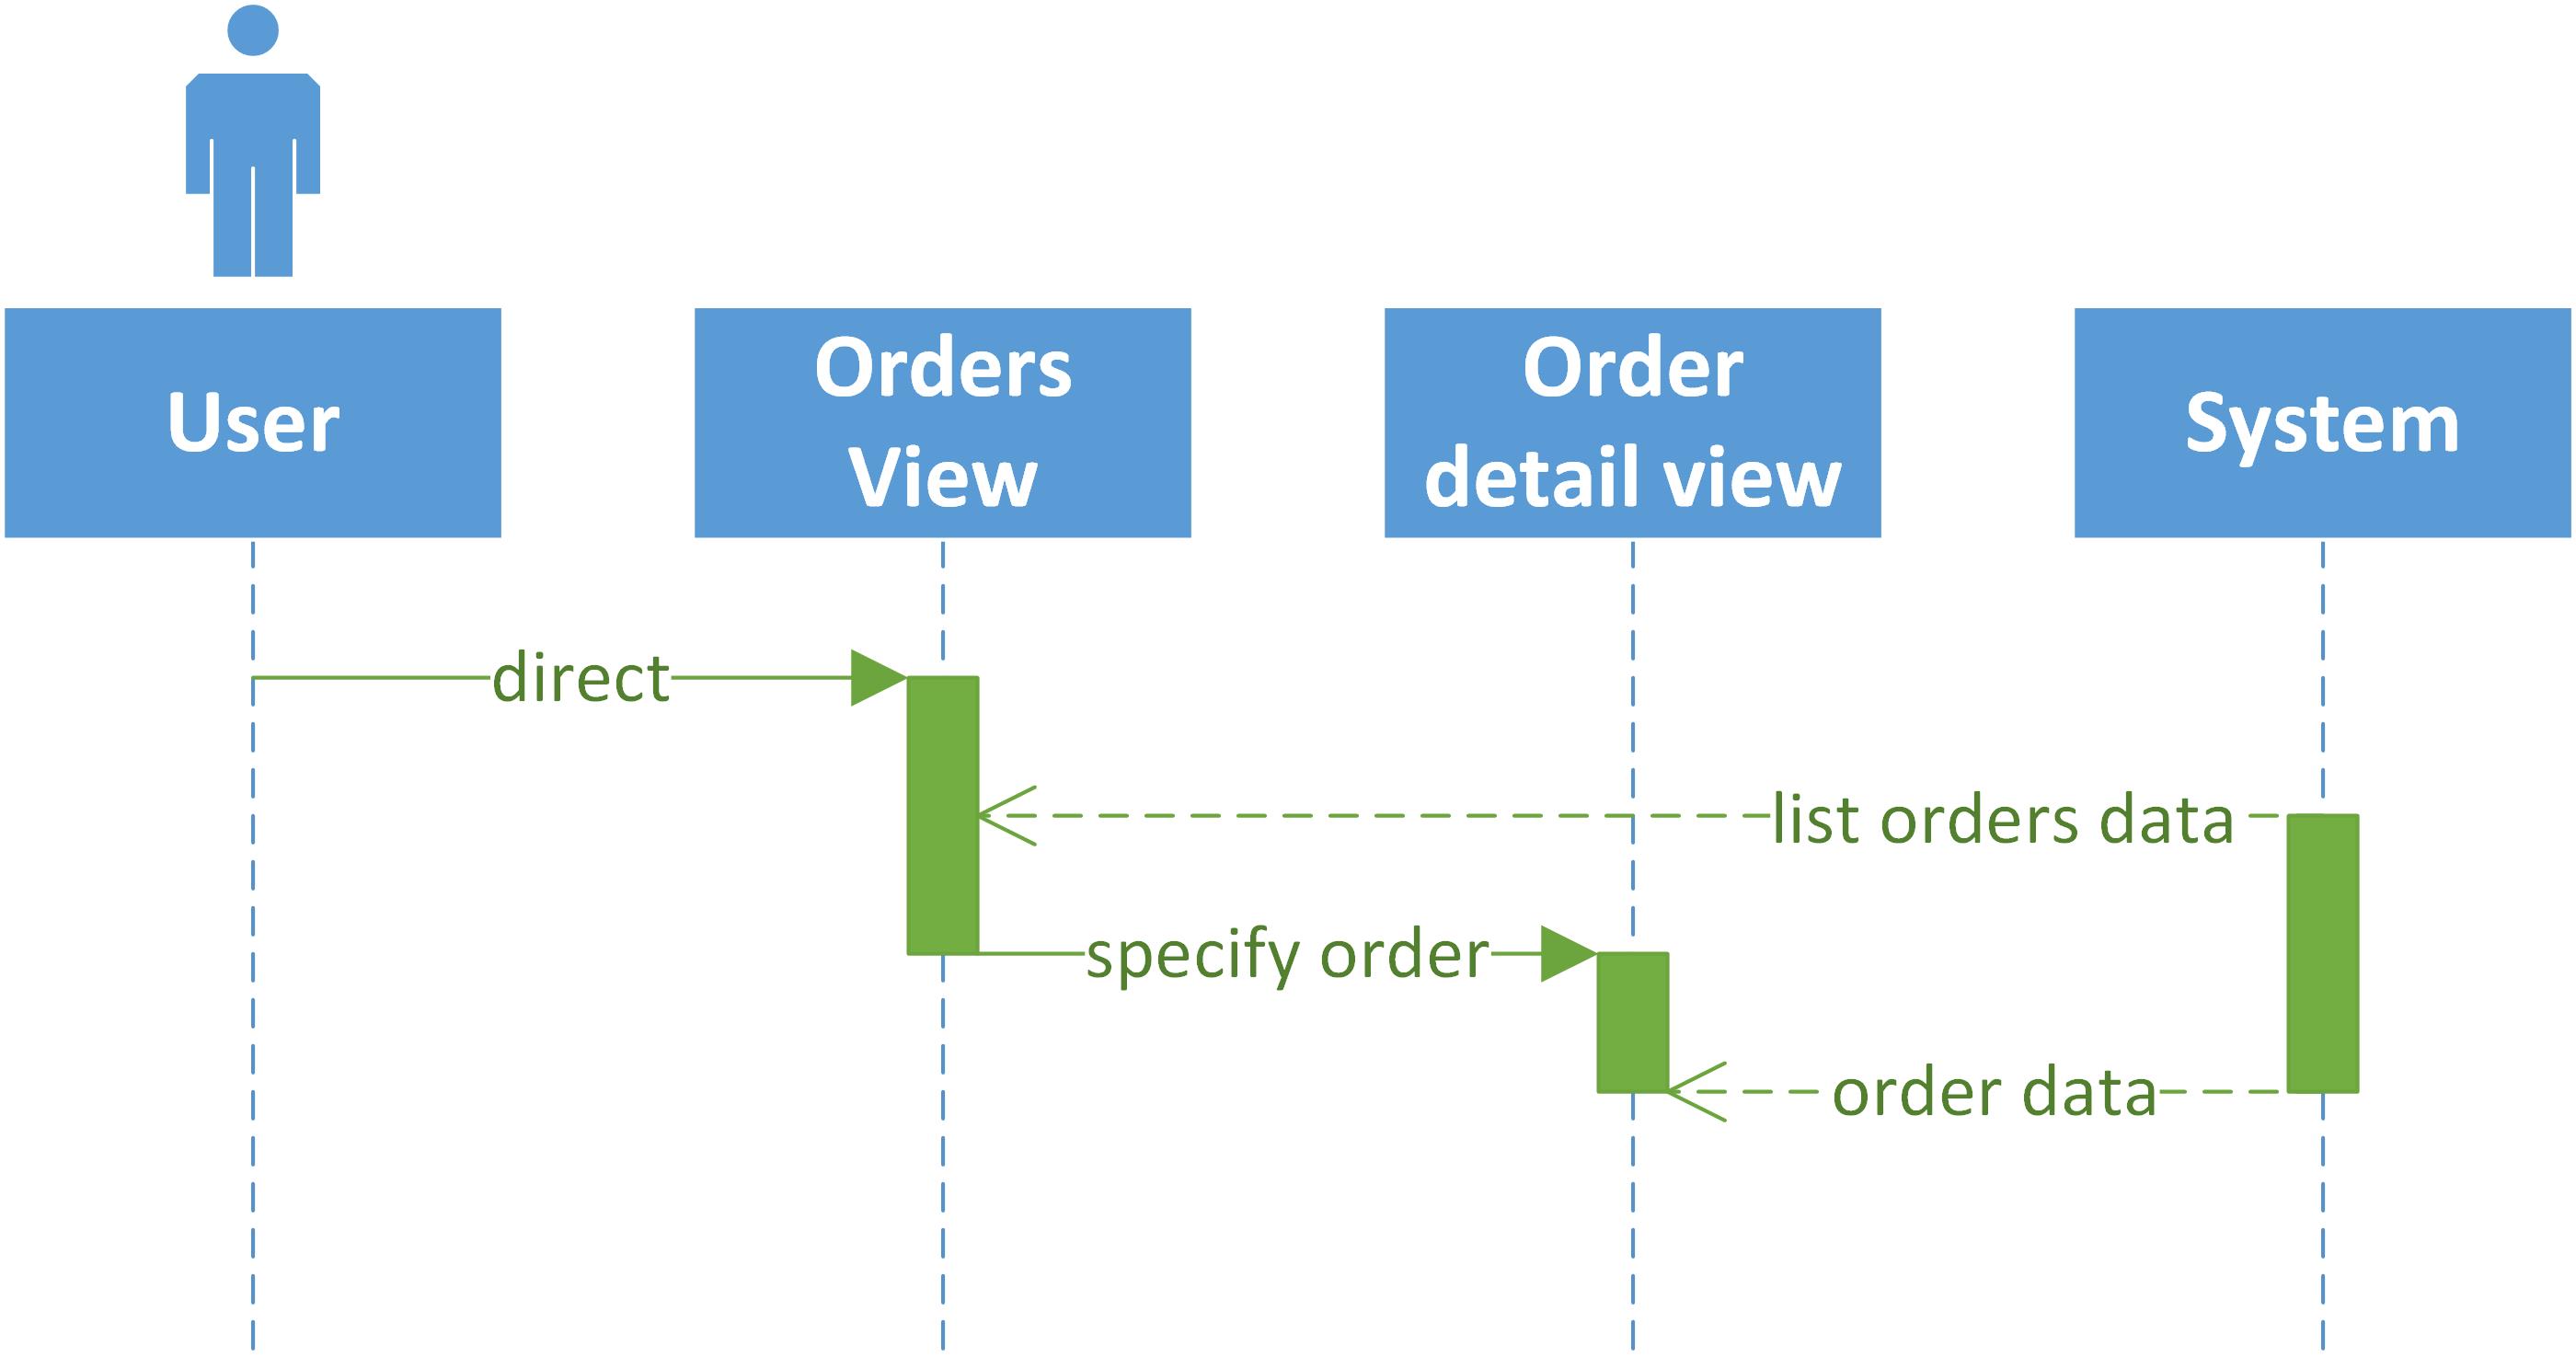 User
Orders
View
Order
detail view
System
direct
list orders data
specify order
order data